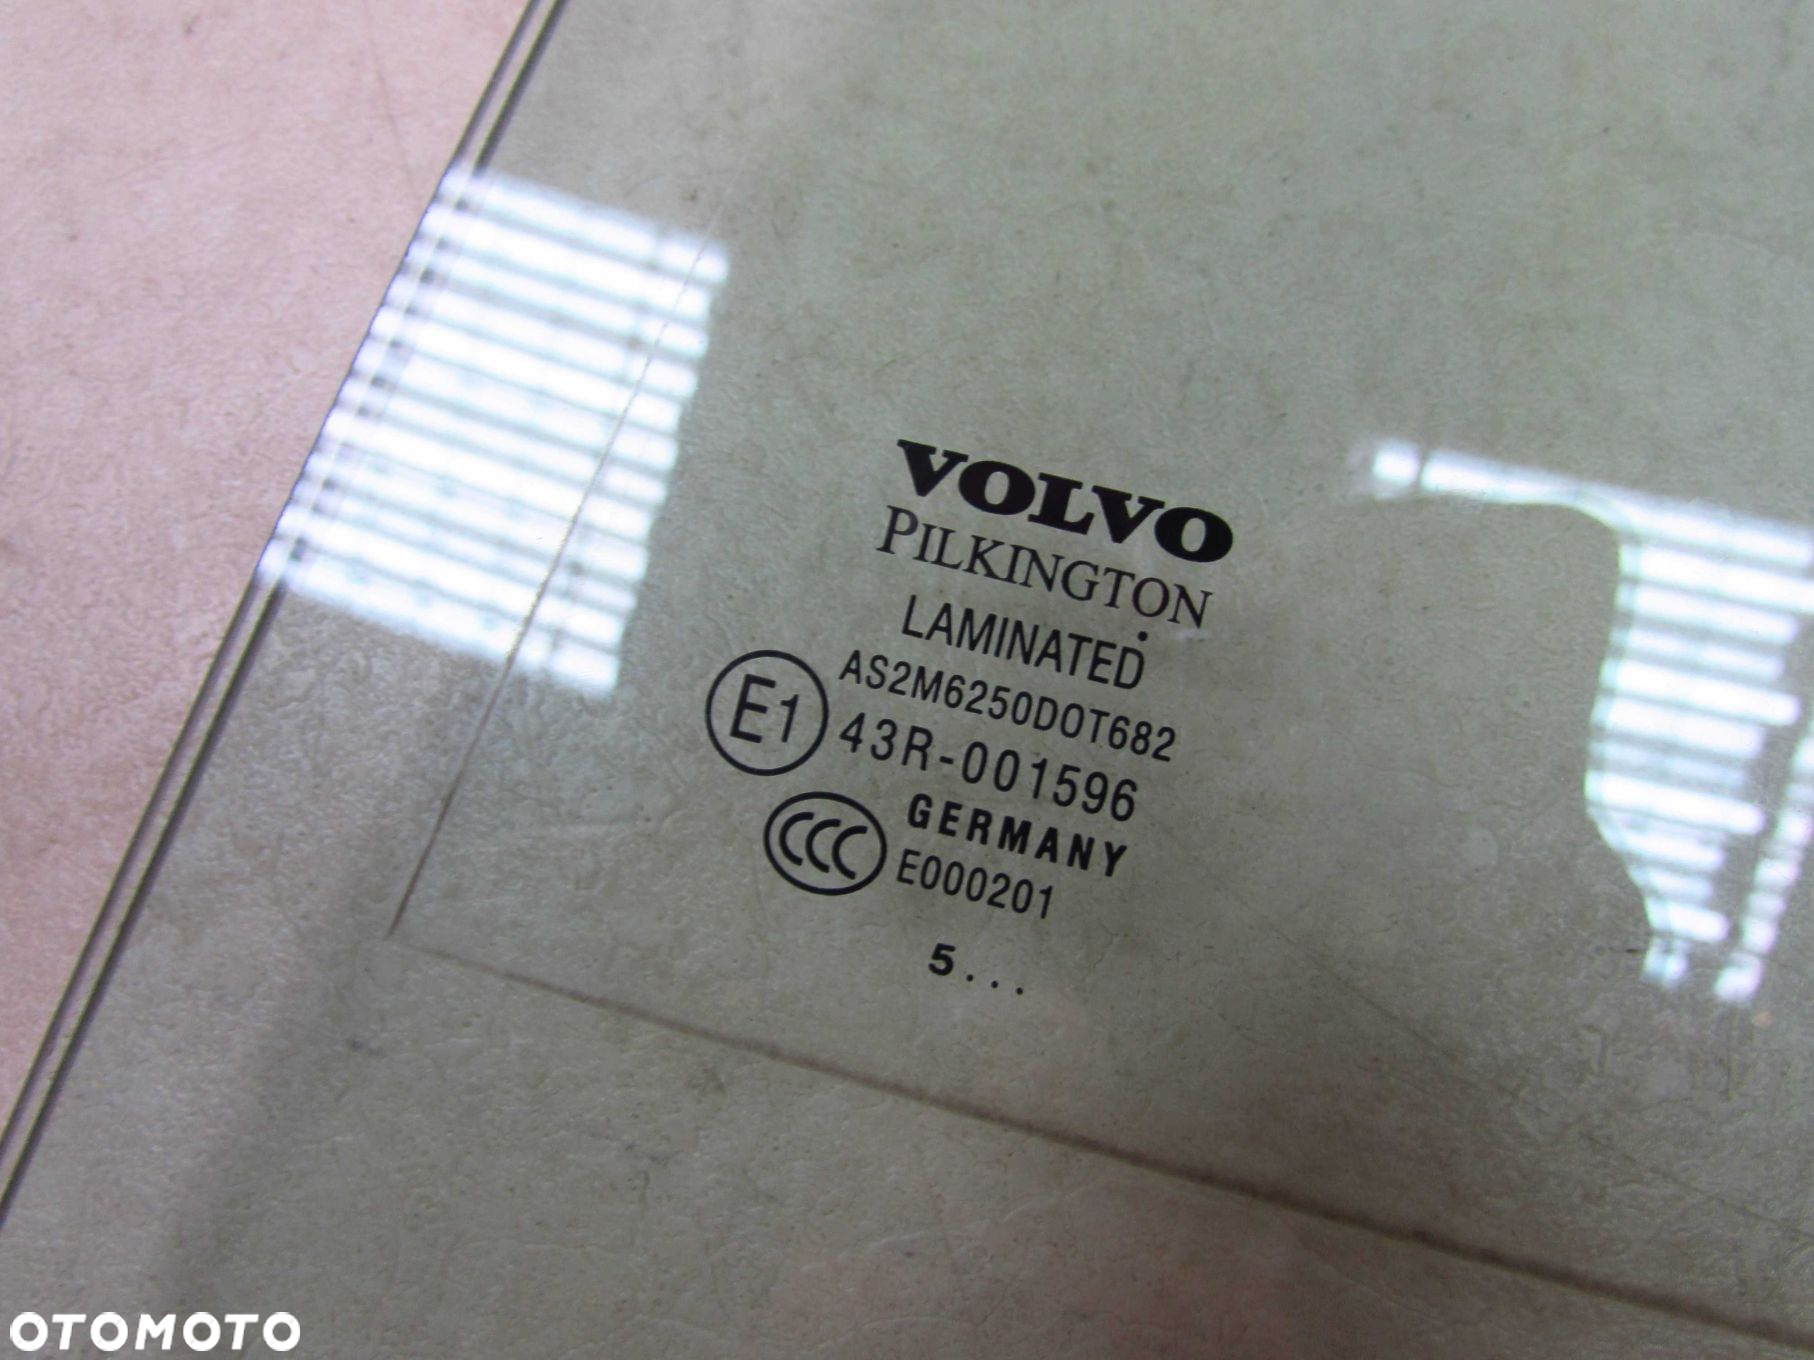 VOLVO
PILKINGTON
LAMINATED
AS2M6250DOT682
E1 43R-001596
GERMANY
CCC E000201
5...
OTOMOTO